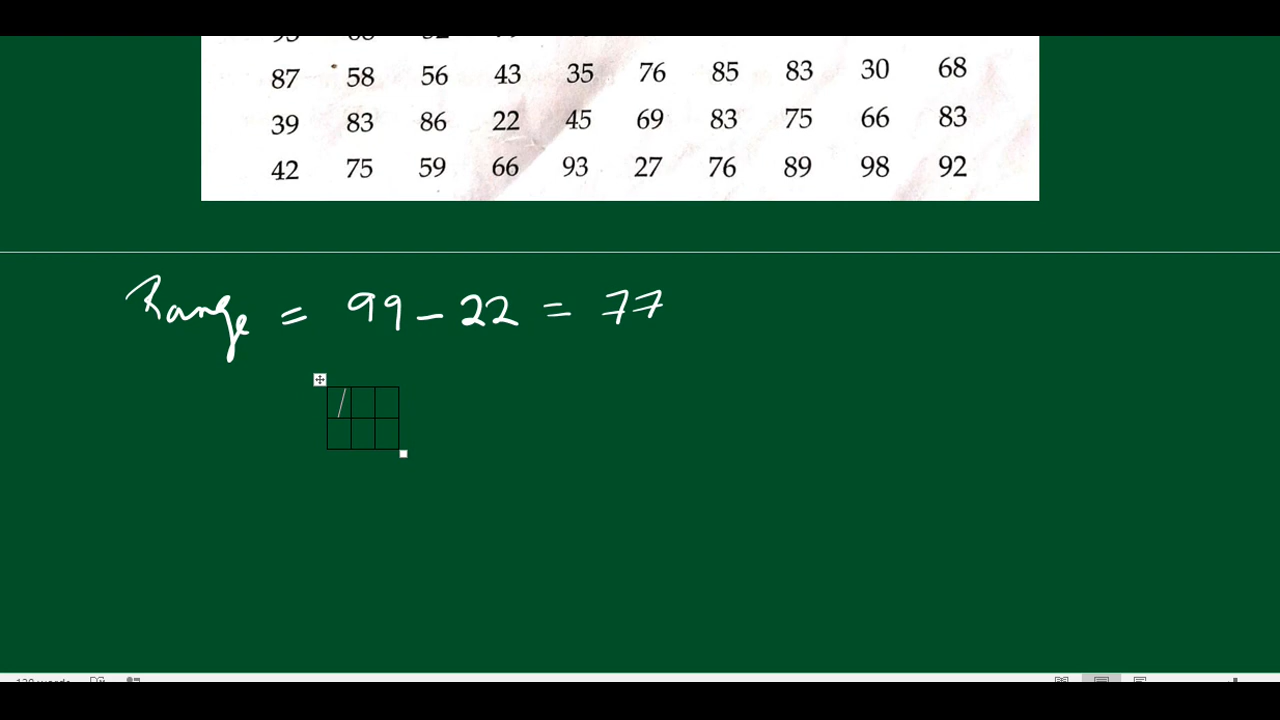 87 58 56 43 35 76 85 83 30 68
39 83 86 22 45 69 83 75 66 83
42 75 59 66 93 27 76 89 98 92
Range = 99 - 22 = 77